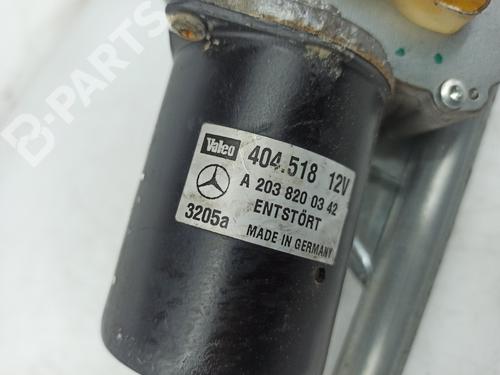 B-PARTS
Valeo
404.518 12V
A 203 820 03 42
ENTSTÖRT
3205a
MADE IN GERMANY